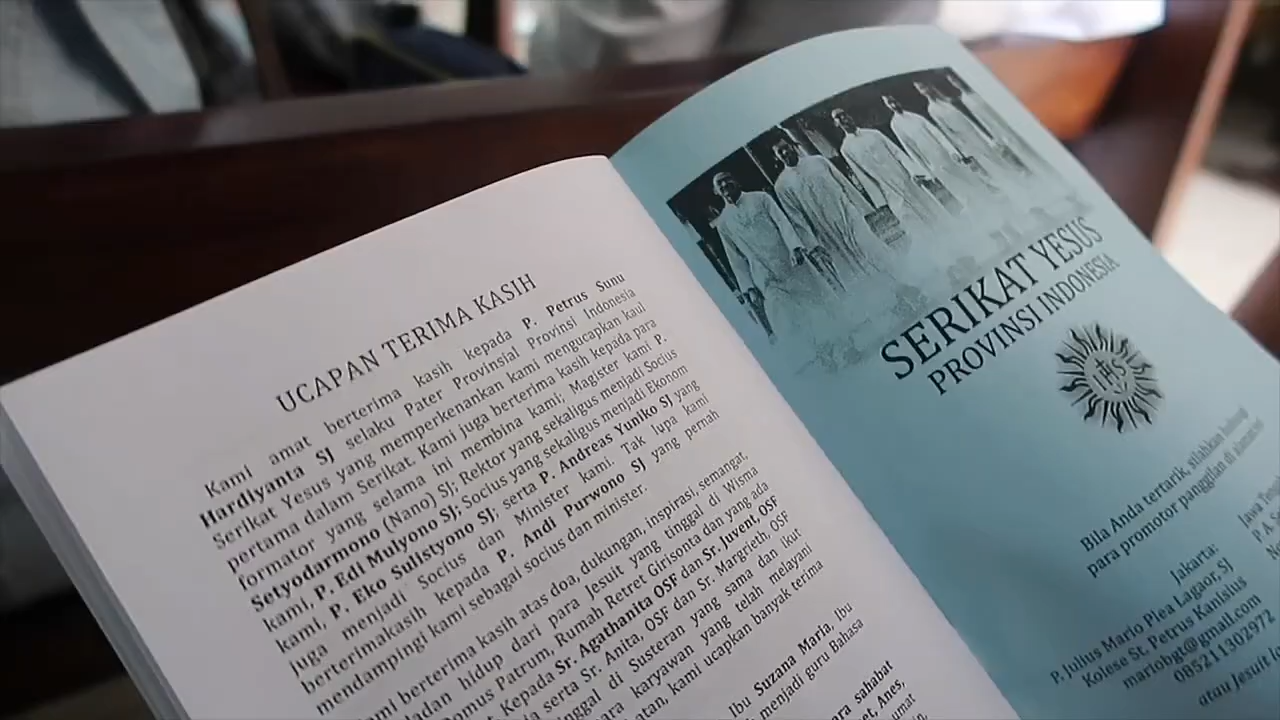 UCAPAN TERIMA KASIH
Kami amat berterima kasih kepada P. Petrus Sunu
Hardiyanta SJ selaku Pater Provinsial Provinsi Indonesia
Serikat Yesus yang memperkenankan kami mengucapkan kaul
pertama dalam Serikat. Kami juga berterima kasih kepada para
formator yang selama ini membina kami; Magister kami P.
Setyodarmono (Nano) SJ; Rektor yang sekaligus menjadi Socius
kami, P. Edi Mulyono SJ; Socius yang sekaligus menjadi Ekonom
kami, P. Eko Sulistyono SJ; serta P. Andreas Yuniko SJ yang
juga menjadi Socius dan Minister kami. Tak lupa kami
berterimakasih kepada P. Andi Purwono SJ yang pernah
mendampingi kami sebagai socius dan minister.
berterima kasih atas doa, dukungan, inspirasi, semangat,
hidup dari para Jesuit yang tinggal di Wisma
Domus Patrum, Rumah Retret Girisonta dan yang ada
Kepada Sr. Agathanita OSF dan Sr. Juvent, OSF
serta Sr. Anita, OSF dan Sr. Margrieth, OSF
tinggal di Susteran yang sama dan ikut
karyawan yang telah melayani
kami ucapkan banyak terima
Ibu Suzana Maria, Ibu
menjadi guru Bahasa
sahabat
Anes,
umat
SERIKAT YESUS
PROVINSI INDONESIA
IHS
Bila Anda tertarik, silahkan hubungi
para promotor panggilan di
Jakarta:
P. Julius Mario Plea Lagaor, SJ
Kolese St. Petrus Kanisius
mariobgt@gmail.com
085211302972
atau Jesuit
Jawa